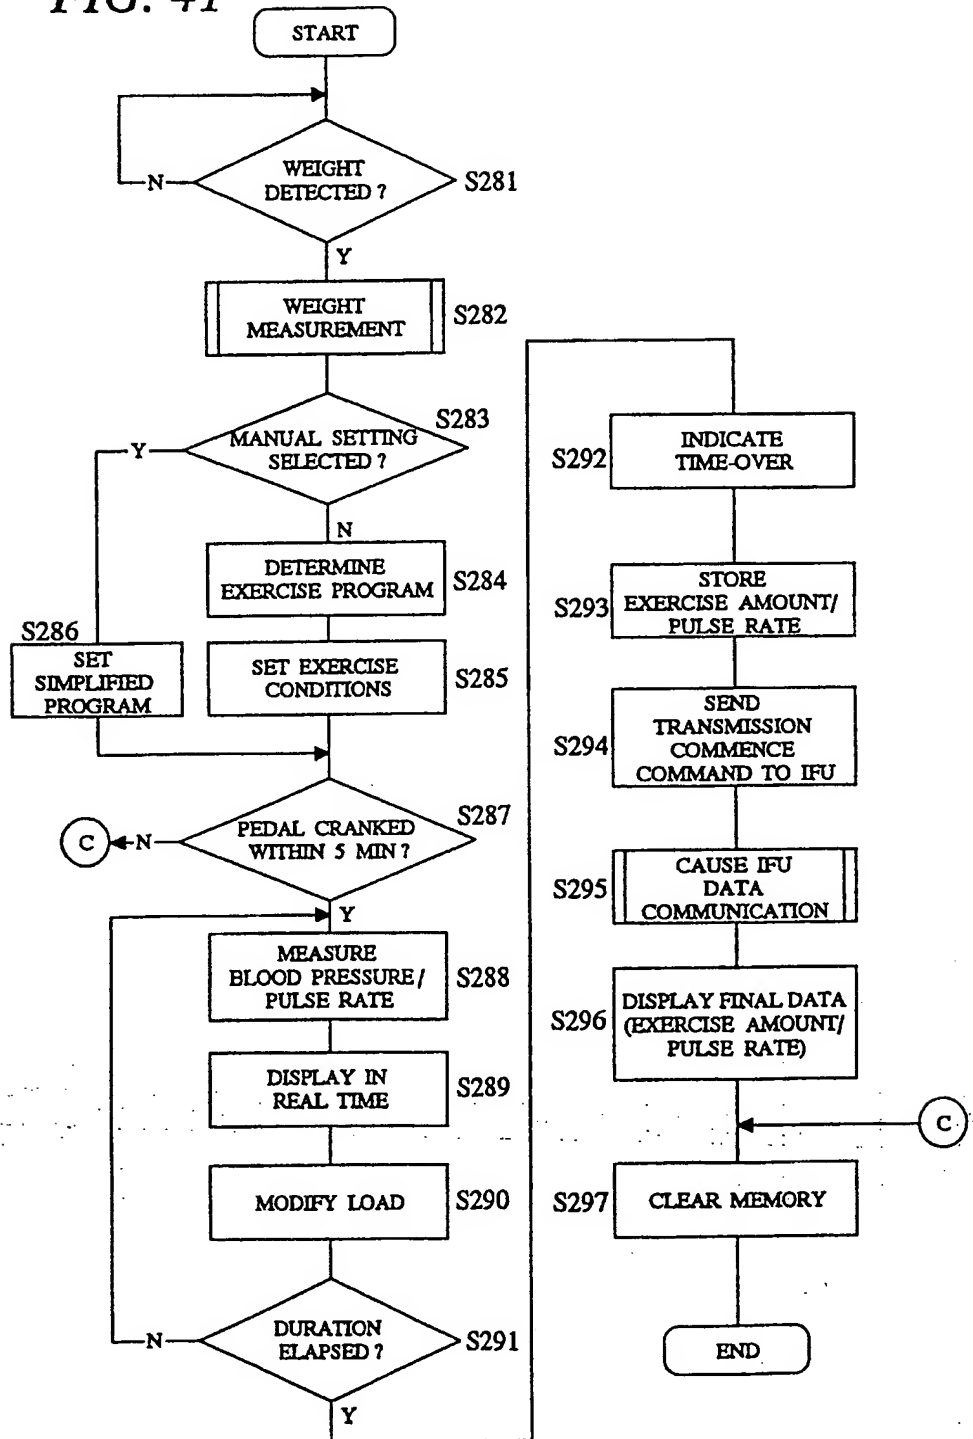 FIG. 41
START
WEIGHT
DETECTED ?
N
S281
Y
WEIGHT
MEASUREMENT
S282
S283
MANUAL SETTING
SELECTED ?
Y
N
DETERMINE
EXERCISE PROGRAM
S284
S286
SET
SIMPLIFIED
PROGRAM
SET EXERCISE
CONDITIONS
S285
S287
PEDAL CRANKED
WITHIN 5 MIN ?
C
N
Y
MEASURE
BLOOD PRESSURE /
PULSE RATE
S288
DISPLAY IN
REAL TIME
S289
MODIFY LOAD
S290
DURATION
ELAPSED ?
N
S291
Y
S292
INDICATE
TIME-OVER
S293
STORE
EXERCISE AMOUNT/
PULSE RATE
S294
SEND
TRANSMISSION
COMMENCE
COMMAND TO IFU
S295
CAUSE IFU
DATA
COMMUNICATION
S296
DISPLAY FINAL DATA
(EXERCISE AMOUNT/
PULSE RATE)
C
S297
CLEAR MEMORY
END